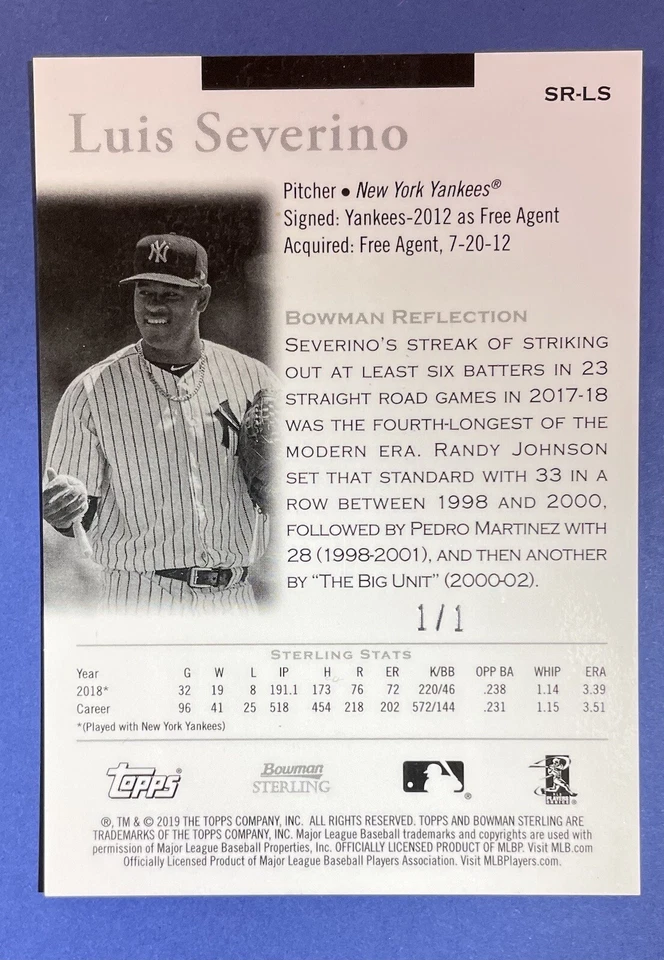 SR-LS
Luis Severino
Pitcher • New York Yankees®
Signed: Yankees-2012 as Free Agent
Acquired: Free Agent, 7-20-12
BOWMAN REFLECTION
SEVERINO'S STREAK OF STRIKING
OUT AT LEAST SIX BATTERS IN 23
STRAIGHT ROAD GAMES IN 2017-18
WAS THE FOURTH-LONGEST OF THE
MODERN ERA. RANDY JOHNSON
SET THAT STANDARD WITH 33 IN A
ROW BETWEEN 1998 AND 2000,
FOLLOWED BY PEDRO MARTINEZ WITH
28 (1998-2001), AND THEN ANOTHER
BY “THE BIG UNIT” (2000-02).
1/1
STERLING STATS
Year G W L IP H R ER K/BB OPP BA WHIP ERA
2018* 32 19 8 191.1 173 76 72 220/46 .238 1.14 3.39
Career 96 41 25 518 454 218 202 572/144 .231 1.15 3.51
*(Played with New York Yankees)
Topps®
Bowman
STERLING
®
®, TM & © 2019 THE TOPPS COMPANY, INC. ALL RIGHTS RESERVED. TOPPS AND BOWMAN STERLING ARE
TRADEMARKS OF THE TOPPS COMPANY, INC. Major League Baseball trademarks and copyrights are used with
permission of Major League Baseball Properties, Inc. OFFICIALLY LICENSED PRODUCT OF MLBP. Visit MLB.com
Officially Licensed Product of Major League Baseball Players Association. Visit MLBPlayers.com.